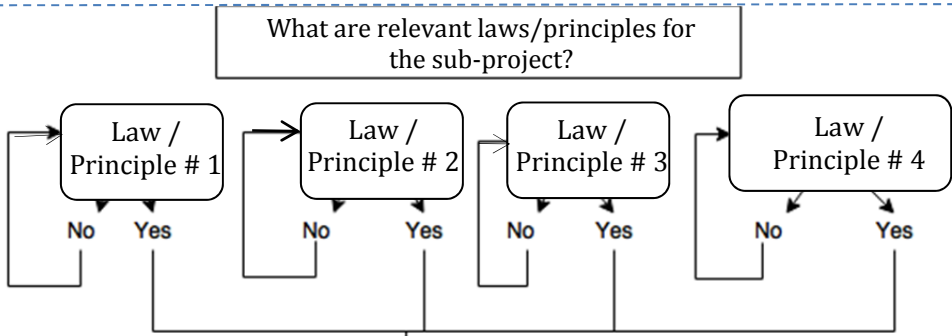 What are relevant laws/principles for
the sub-project?
Law /
Principle # 1
Law /
Principle # 2
Law /
Principle # 3
Law /
Principle # 4
No Yes
No Yes
No Yes
No Yes